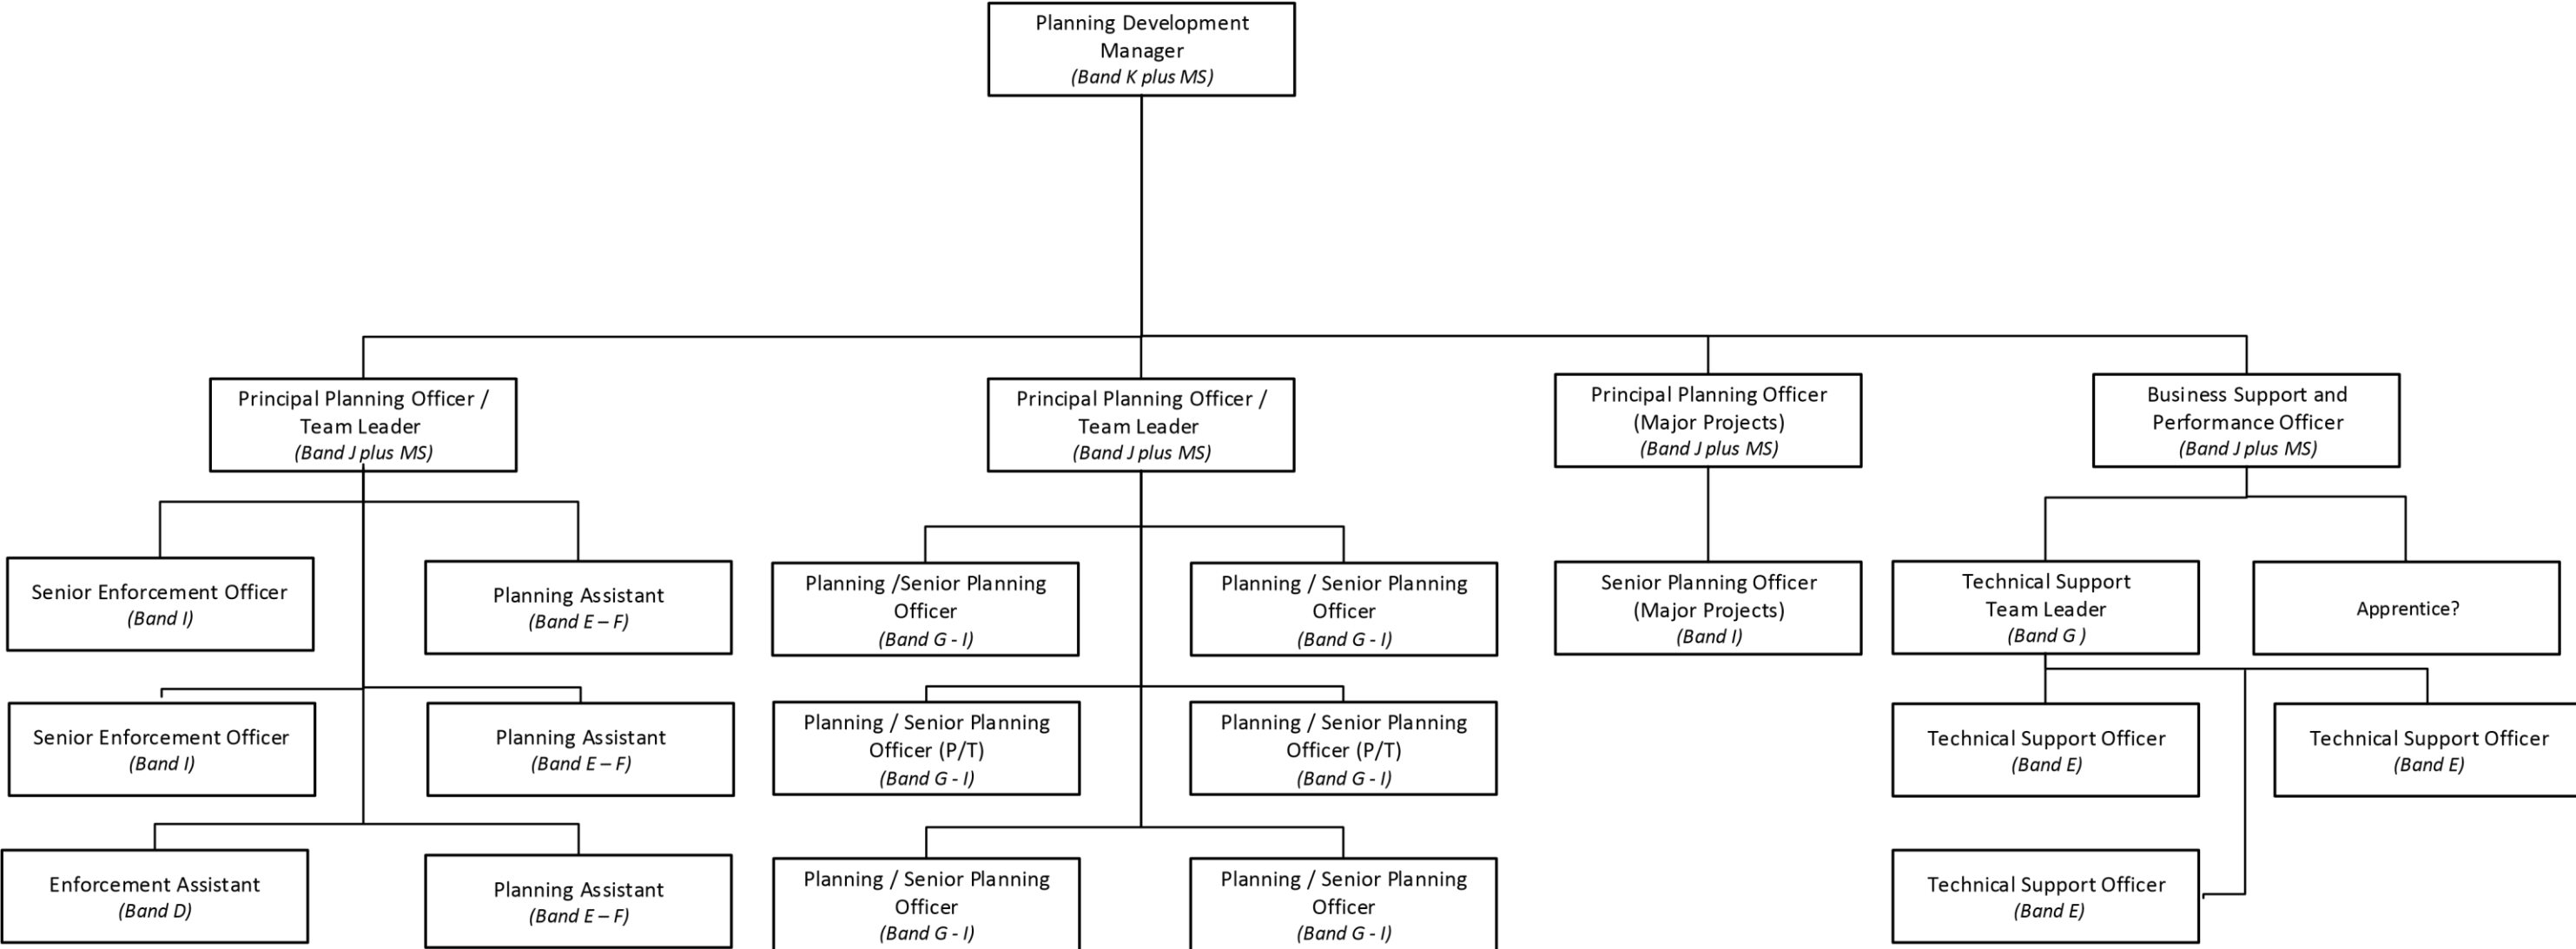 Planning Development
Manager
(Band K plus MS)
Principal Planning Officer /
Team Leader
(Band J plus MS)
Principal Planning Officer /
Team Leader
(Band J plus MS)
Principal Planning Officer
(Major Projects)
(Band J plus MS)
Business Support and
Performance Officer
(Band J plus MS)
Senior Enforcement Officer
(Band I)
Planning Assistant
(Band E – F)
Planning /Senior Planning
Officer
(Band G - I)
Planning / Senior Planning
Officer
(Band G - I)
Senior Planning Officer
(Major Projects)
(Band I)
Technical Support
Team Leader
(Band G )
Apprentice?
Senior Enforcement Officer
(Band I)
Planning Assistant
(Band E – F)
Planning / Senior Planning
Officer (P/T)
(Band G - I)
Planning / Senior Planning
Officer (P/T)
(Band G - I)
Technical Support Officer
(Band E)
Technical Support Officer
(Band E)
Enforcement Assistant
(Band D)
Planning Assistant
(Band E – F)
Planning / Senior Planning
Officer
(Band G - I)
Planning / Senior Planning
Officer
(Band G - I)
Technical Support Officer
(Band E)